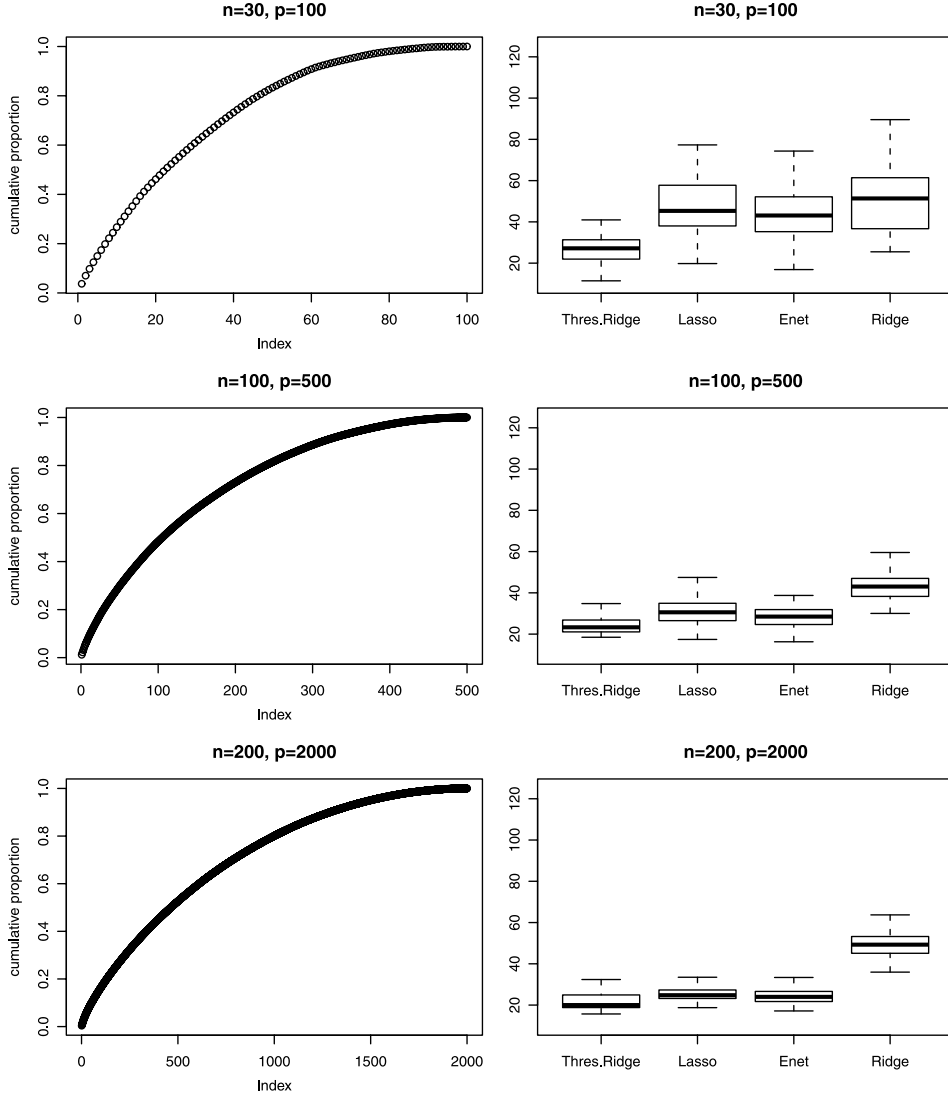 n=30, p=100
cumulative proportion
0.0 0.2 0.4 0.6 0.8 1.0
0 20 40 60 80 100
Index
n=30, p=100
20 40 60 80 100 120
Thres.Ridge Lasso Enet Ridge
n=100, p=500
cumulative proportion
0.0 0.2 0.4 0.6 0.8 1.0
0 100 200 300 400 500
Index
n=100, p=500
20 40 60 80 100 120
Thres.Ridge Lasso Enet Ridge
n=200, p=2000
cumulative proportion
0.0 0.2 0.4 0.6 0.8 1.0
0 500 1000 1500 2000
Index
n=200, p=2000
20 40 60 80 100 120
Thres.Ridge Lasso Enet Ridge